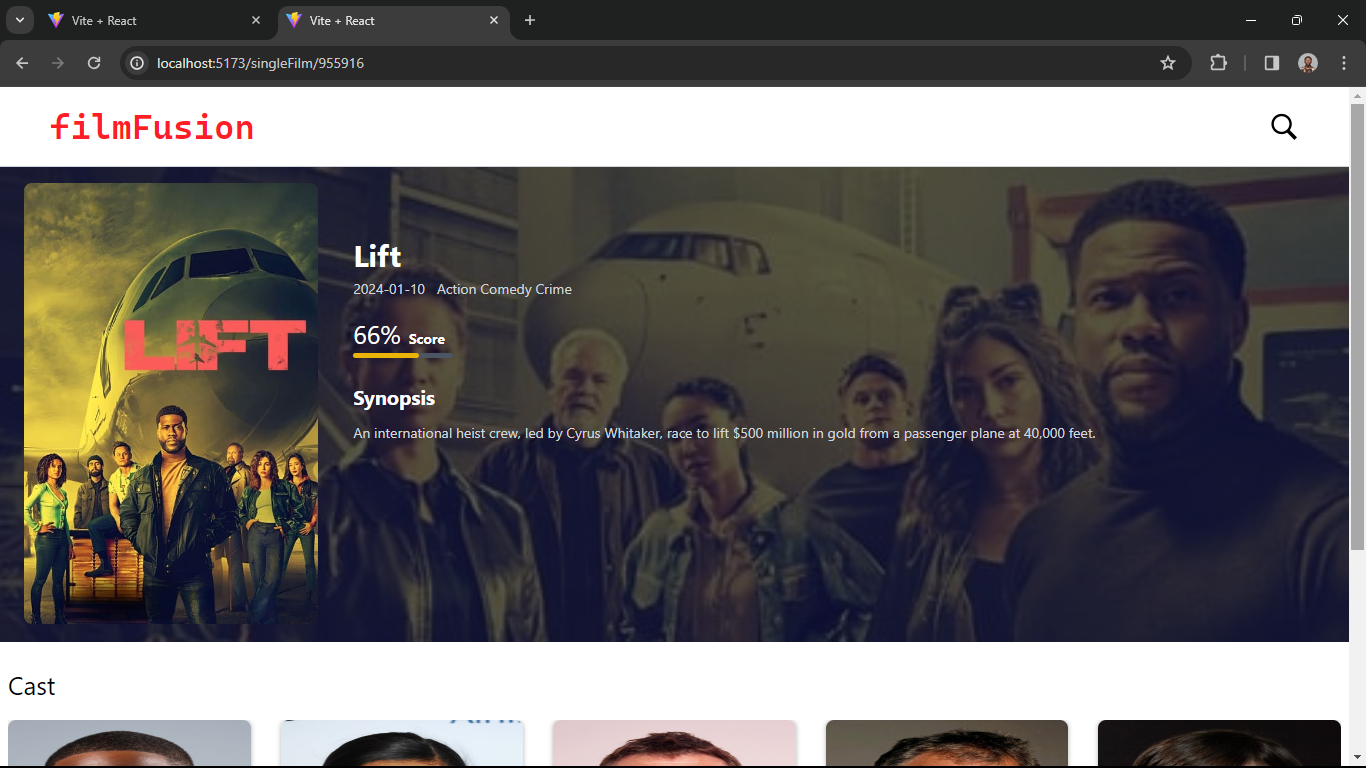 Vite + React
Vite + React
localhost:5173/singleFilm/955916
filmFusion
LIFT
Lift
2024-01-10 Action Comedy Crime
66% Score
Synopsis
An international heist crew, led by Cyrus Whitaker, race to lift $500 million in gold from a passenger plane at 40,000 feet.
Cast